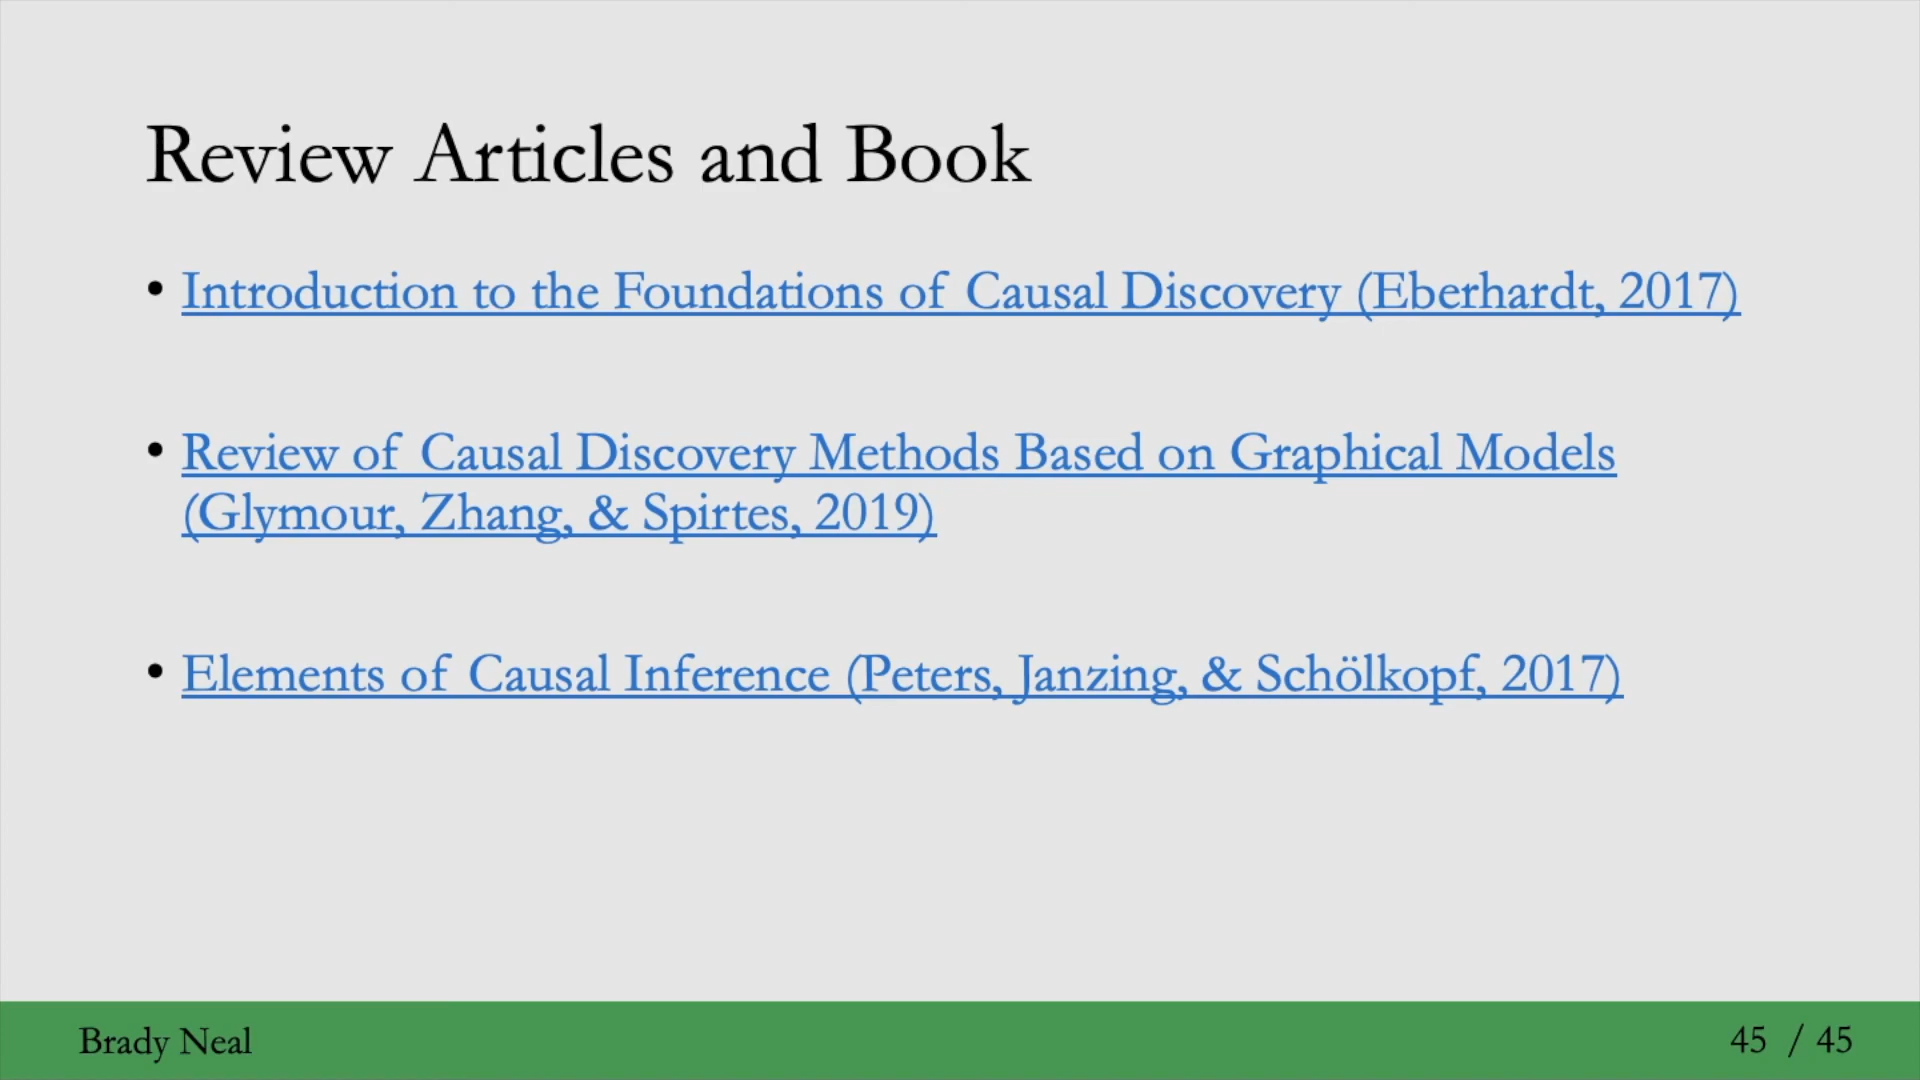 Review Articles and Book
• Introduction to the Foundations of Causal Discovery (Eberhardt, 2017)
• Review of Causal Discovery Methods Based on Graphical Models
(Glymour, Zhang, & Spirtes, 2019)
• Elements of Causal Inference (Peters, Janzing, & Schölkopf, 2017)
Brady Neal
45 / 45